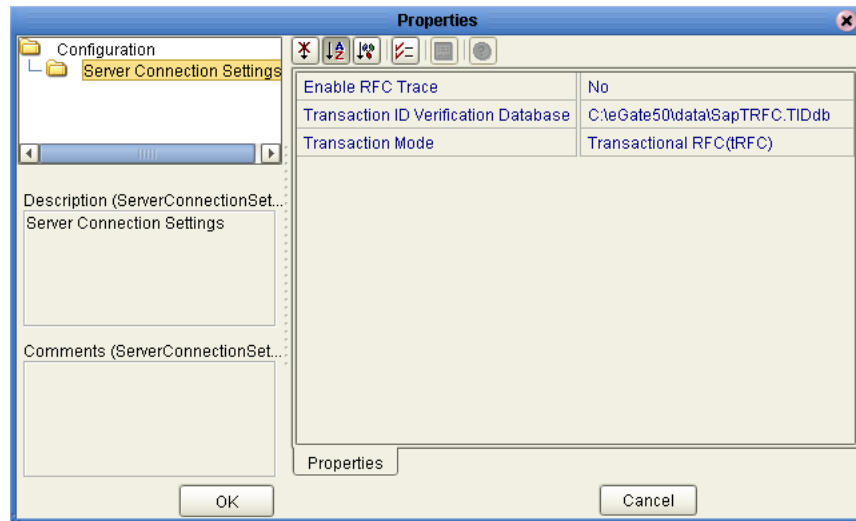 Properties
Configuration
Server Connection Settings
Enable RFC Trace No
Transaction ID Verification Database C:\eGate50\data\SapTRFC.TIDdb
Transaction Mode Transactional RFC(tRFC)
Description (ServerConnectionSet...
Server Connection Settings
Comments (ServerConnectionSet...
Properties
OK Cancel